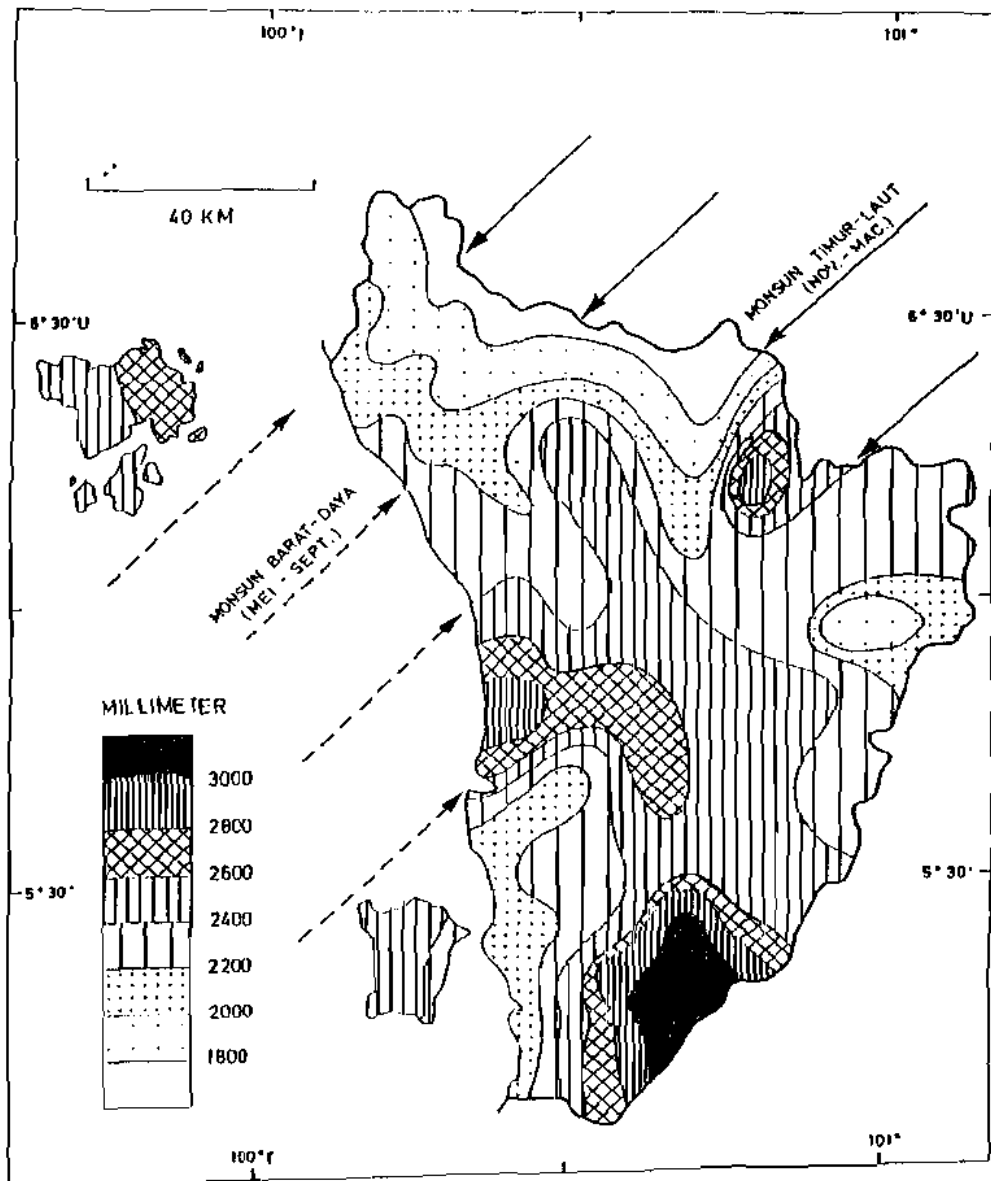 100°T
101°
40 KM
MONSUN TIMUR-LAUT
(NOV.- MAC.)
6° 30'U
6° 30'U
MONSUN BARAT-DAYA
(MEI - SEPT.)
MILLIMETER
3000
2800
2600
2400
2200
2000
1800
5° 30'
5° 30'
100°T
101°